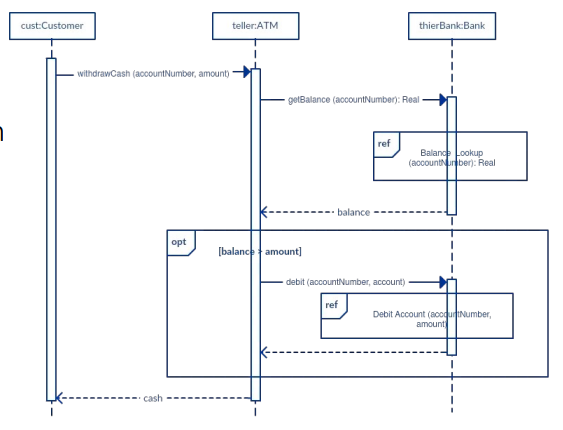 cust:Customer
teller:ATM
thierBank:Bank
withdrawCash (accountNumber, amount)
getBalance (accountNumber): Real
n
ref
Balance Lookup
(accountNumber): Real
balance
opt
[balance > amount]
debit (accountNumber, account)
ref
Debit Account (accountNumber,
amount)
cash